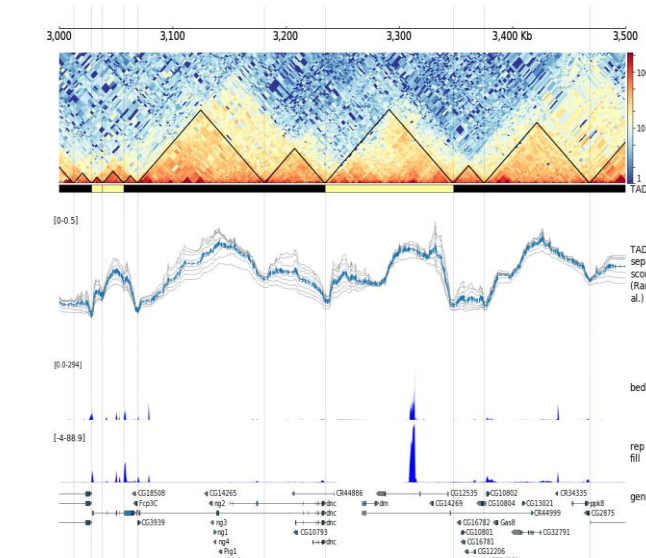 3,000 3,100 3,200 3,300 3,400 Kb 3,500
100
10
1
TAD
[0-0.5]
TAD
sep
scor
(Ran
al.)
[0.0-294]
bed
[-4-88.9]
rep
fill
gen
CG18508 CG14265 CR44886 CG12535 CG10802 CR34335
Fcp3C ng2 dnc dm CG14269 CG10804 CG13021 ppk8
dnc CR44999 CG2875
CG3939 ng3 dnc CG16782 Gas8
ng1 CG10793 CG10801 CG32791
ng4 dnc CG16781
Pig1 CG12206